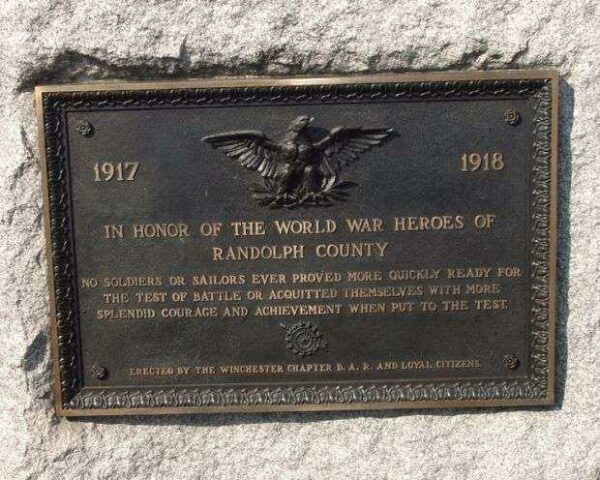 1917 1918
IN HONOR OF THE WORLD WAR HEROES OF
RANDOLPH COUNTY
NO SOLDIERS OR SAILORS EVER PROVED MORE QUICKLY READY FOR
THE TEST OF BATTLE OR ACQUITTED THEMSELVES WITH MORE
SPLENDID COURAGE AND ACHIEVEMENT WHEN PUT TO THE TEST.
ERECTED BY THE WINCHESTER CHAPTER D. A. R. AND LOYAL CITIZENS.